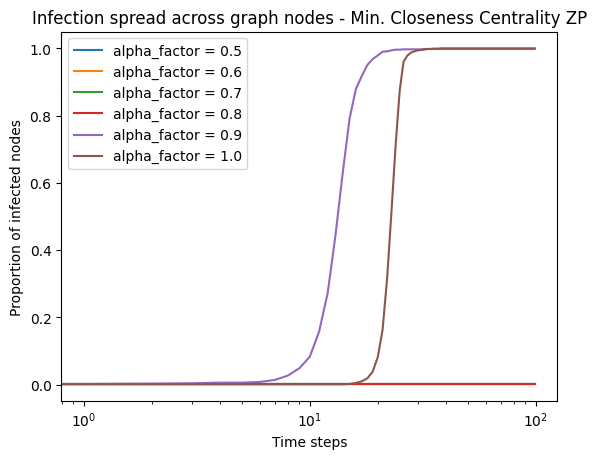 Infection spread across graph nodes - Min. Closeness Centrality ZP
alpha_factor = 0.5
alpha_factor = 0.6
alpha_factor = 0.7
alpha_factor = 0.8
alpha_factor = 0.9
alpha_factor = 1.0
Proportion of infected nodes
1.0
0.8
0.6
0.4
0.2
0.0
10⁰
10¹
10²
Time steps